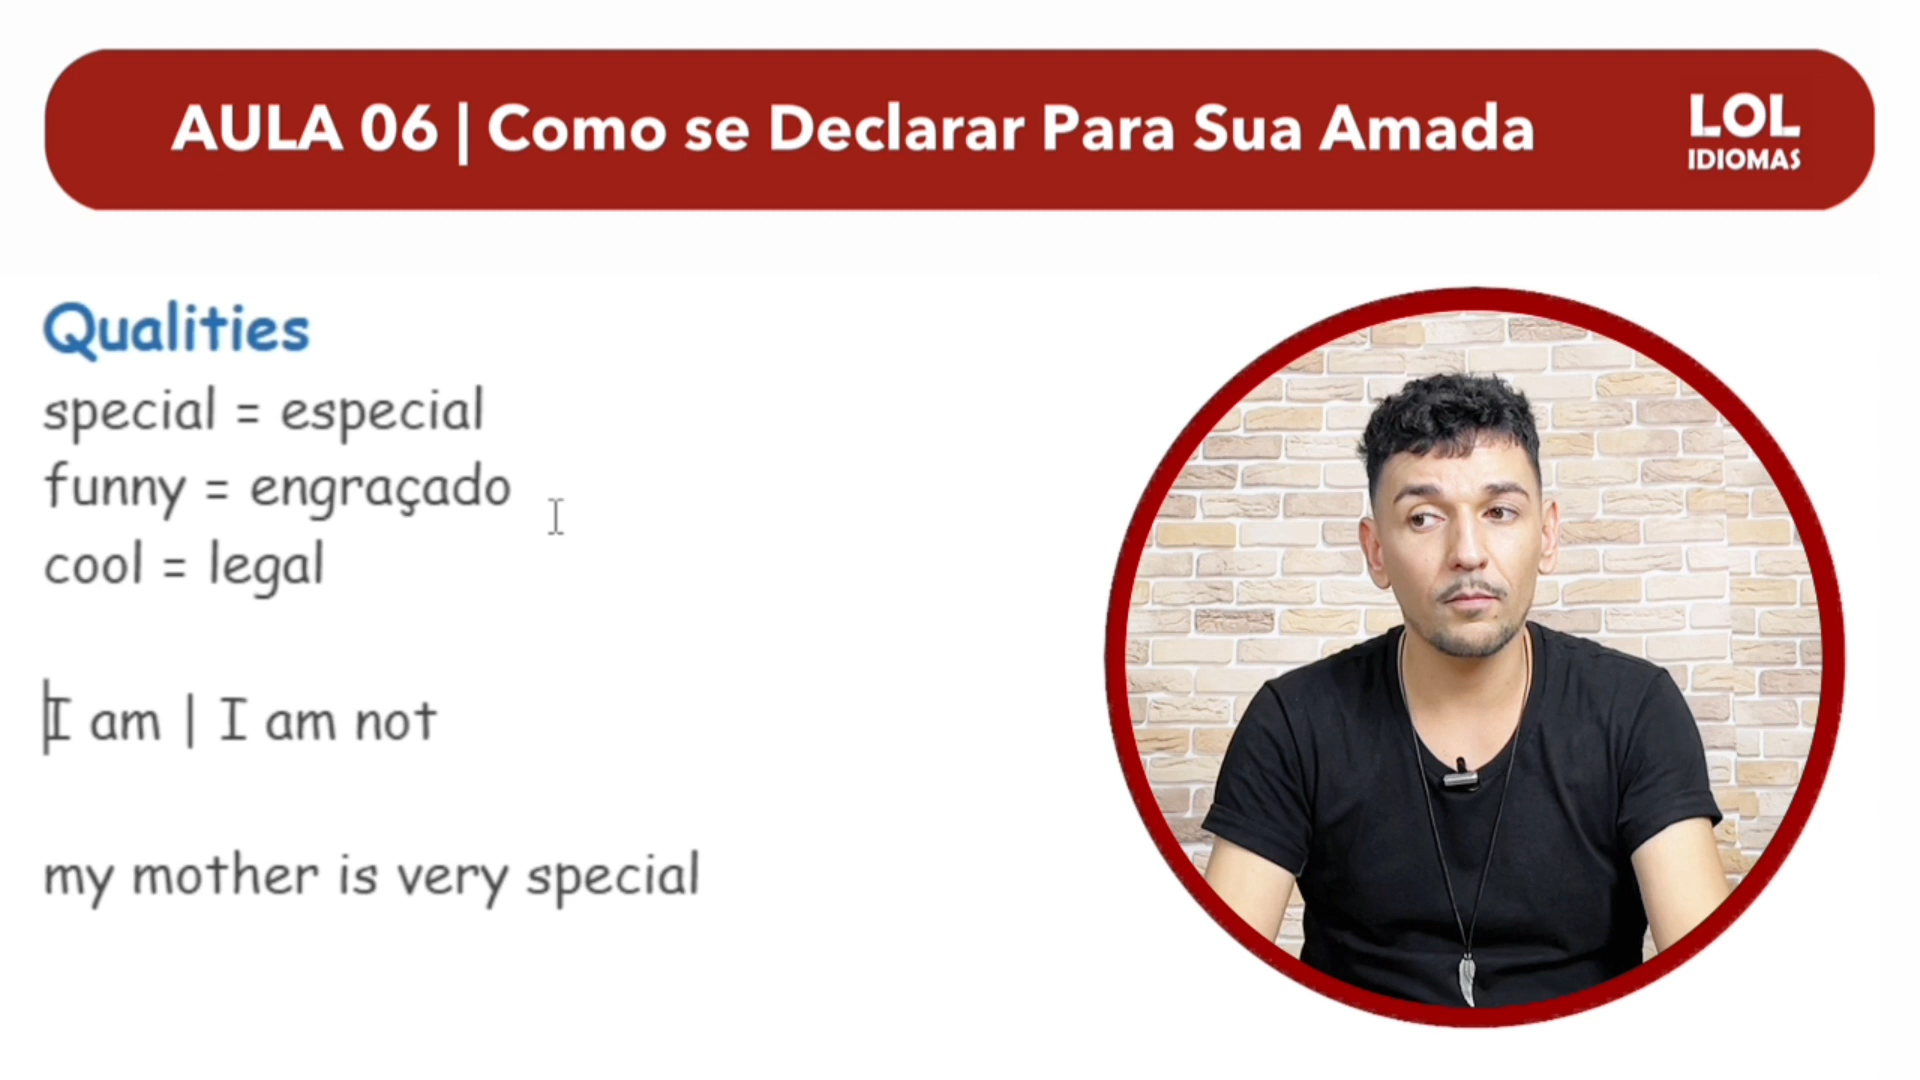 AULA 06 | Como se Declarar Para Sua Amada
LOL
IDIOMAS
Qualities
special = especial
funny = engraçado
cool = legal
I am | I am not
my mother is very special